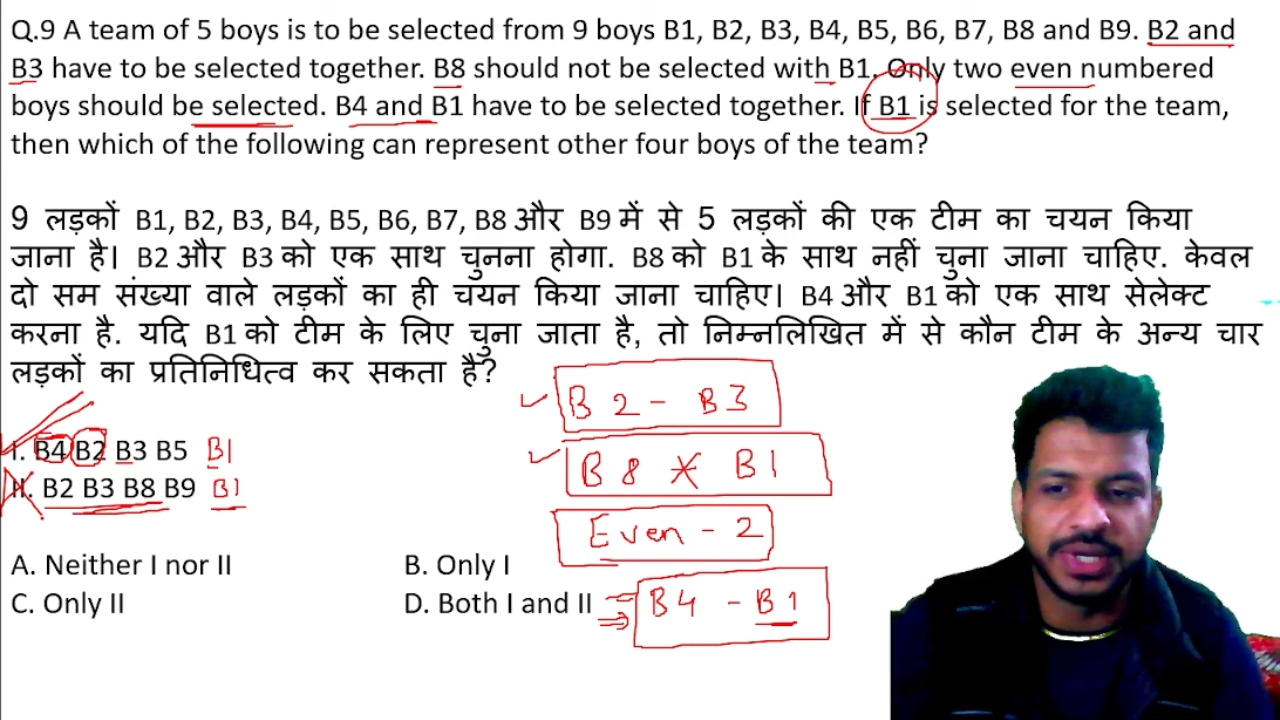 Q.9 A team of 5 boys is to be selected from 9 boys B1, B2, B3, B4, B5, B6, B7, B8 and B9. B2 and
B3 have to be selected together. B8 should not be selected with B1. Only two even numbered
boys should be selected. B4 and B1 have to be selected together. If B1 is selected for the team,
then which of the following can represent other four boys of the team?
9 लड़कों B1, B2, B3, B4, B5, B6, B7, B8 और B9 में से 5 लड़कों की एक टीम का चयन किया
जाना है। B2 और B3 को एक साथ चुनना होगा. B8 को B1 के साथ नहीं चुना जाना चाहिए. केवल
दो सम संख्या वाले लड़कों का ही चयन किया जाना चाहिए। B4 और B1 को एक साथ सेलेक्ट
करना है. यदि B1 को टीम के लिए चुना जाता है, तो निम्नलिखित में से कौन टीम के अन्य चार
लड़कों का प्रतिनिधित्व कर सकता है?
B 2 - B3
I. B4 B2 B3 B5 B1
B 8 × B 1
II. B2 B3 B8 B9 B1
Even - 2
A. Neither I nor II B. Only I
C. Only II D. Both I and II
B4 - B1